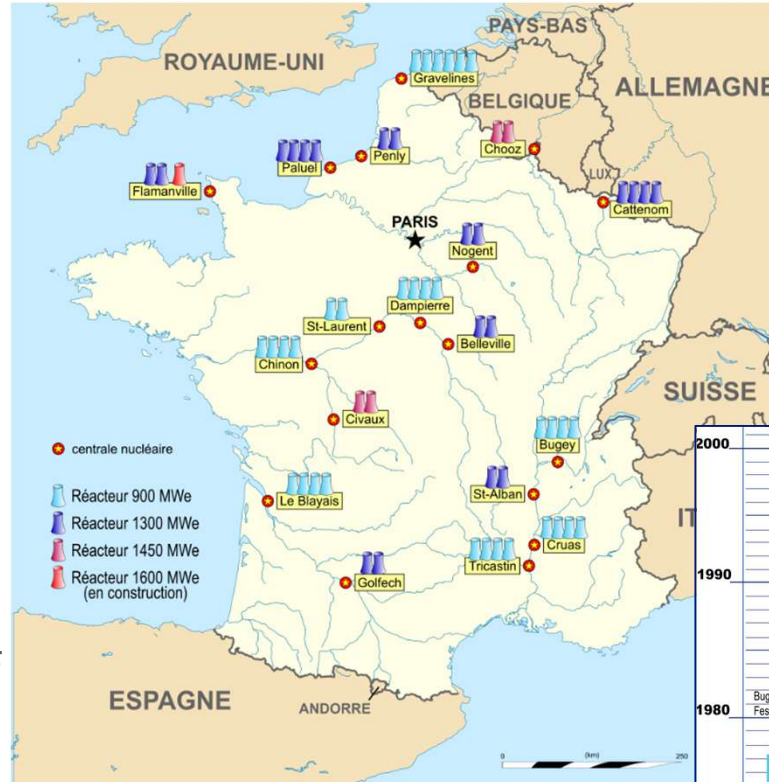 PAYS-BAS
ROYAUME-UNI
ALLEMAGNE
Gravelines
BELGIQUE
Chooz
Penly
Paluel
LUX.
Flamanville
Cattenom
PARIS
Nogent
Dampierre
St-Laurent
Belleville
Chinon
SUISSE
Civaux
Bugey
2000
centrale nucléaire
Réacteur 900 MWe
Le Blayais
St-Alban
IT
Réacteur 1300 MWe
Réacteur 1450 MWe
Cruas
Tricastin
Réacteur 1600 MWe
(en construction)
Golfech
1990
ESPAGNE
ANDORRE
Bug
Fes
1980
0
(km)
250